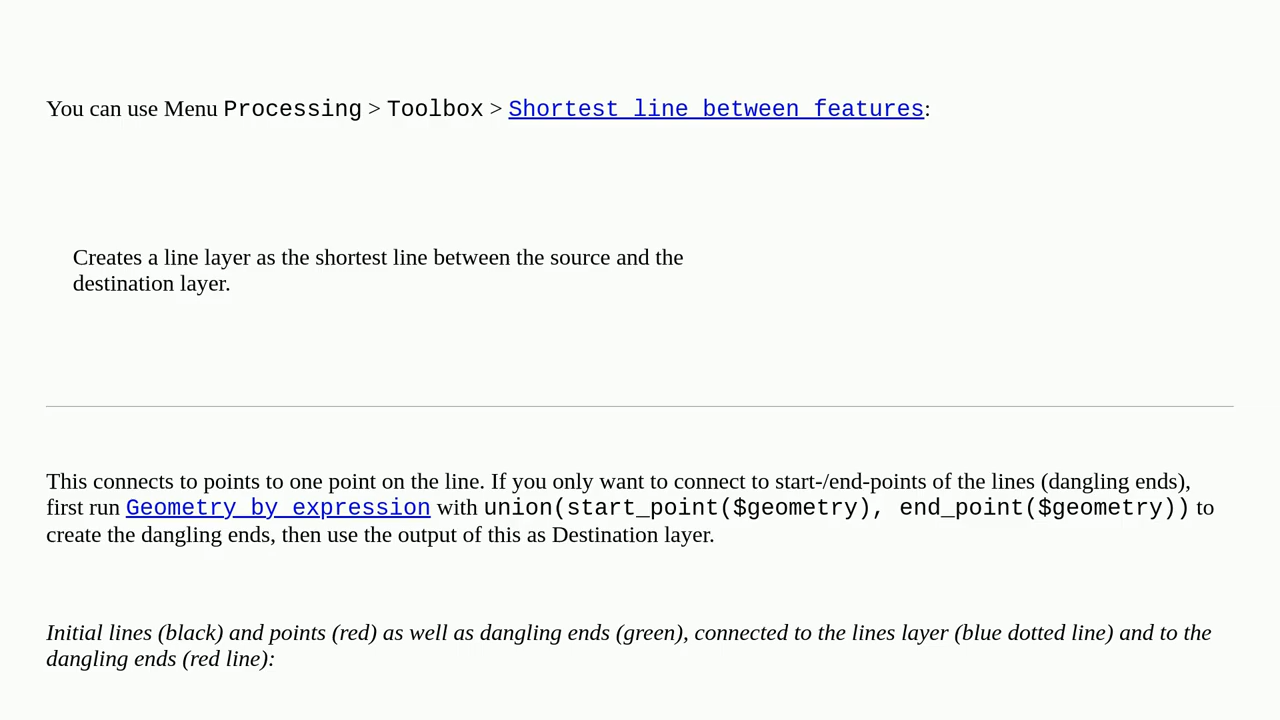 You can use Menu Processing > Toolbox > Shortest line between features:
Creates a line layer as the shortest line between the source and the
destination layer.
This connects to points to one point on the line. If you only want to connect to start-/end-points of the lines (dangling ends),
first run Geometry by expression with union(start_point($geometry), end_point($geometry)) to
create the dangling ends, then use the output of this as Destination layer.
Initial lines (black) and points (red) as well as dangling ends (green), connected to the lines layer (blue dotted line) and to the
dangling ends (red line):